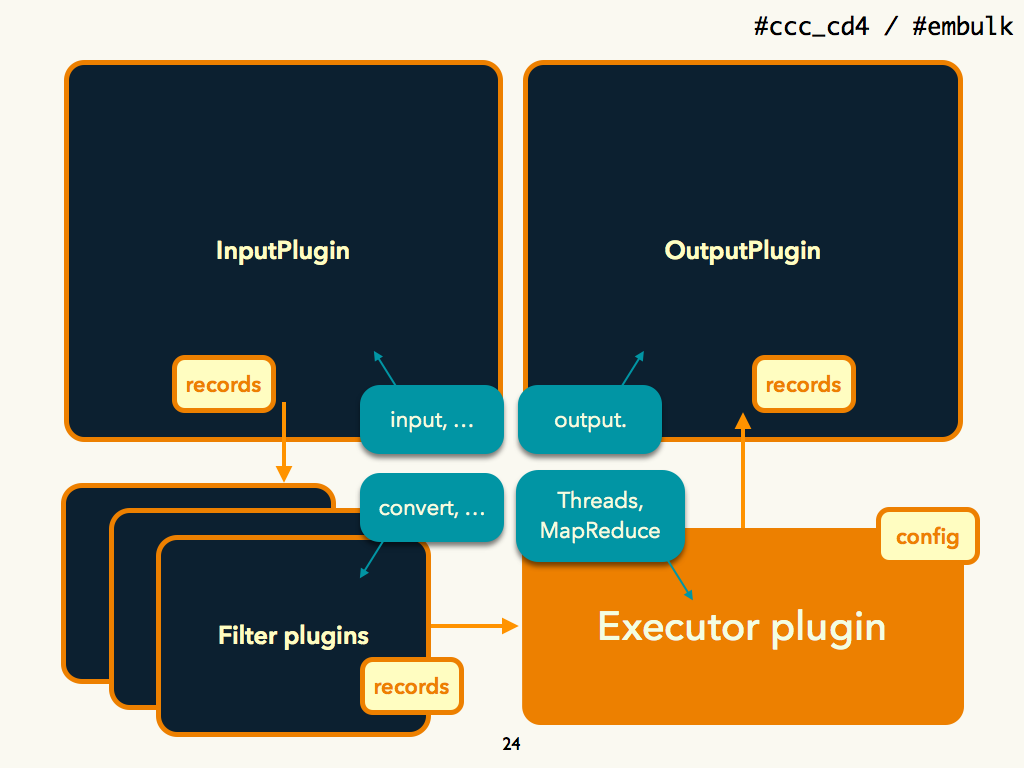 #ccc_cd4 / #embulk
InputPlugin
OutputPlugin
records
records
input, …
output.
convert, …
Threads,
MapReduce
config
Filter plugins
Executor plugin
records
24